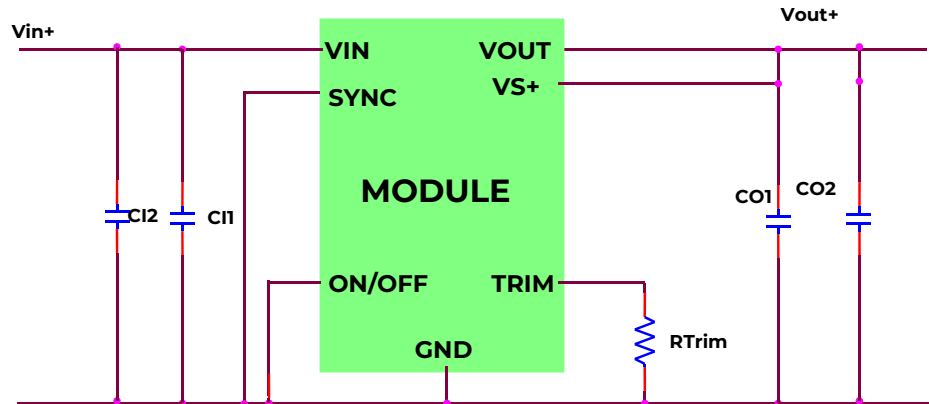 Vin+
Vout+
VIN
VOUT
SYNC
VS+
MODULE
CI2
CI1
CO1
CO2
ON/OFF
TRIM
RTrim
GND